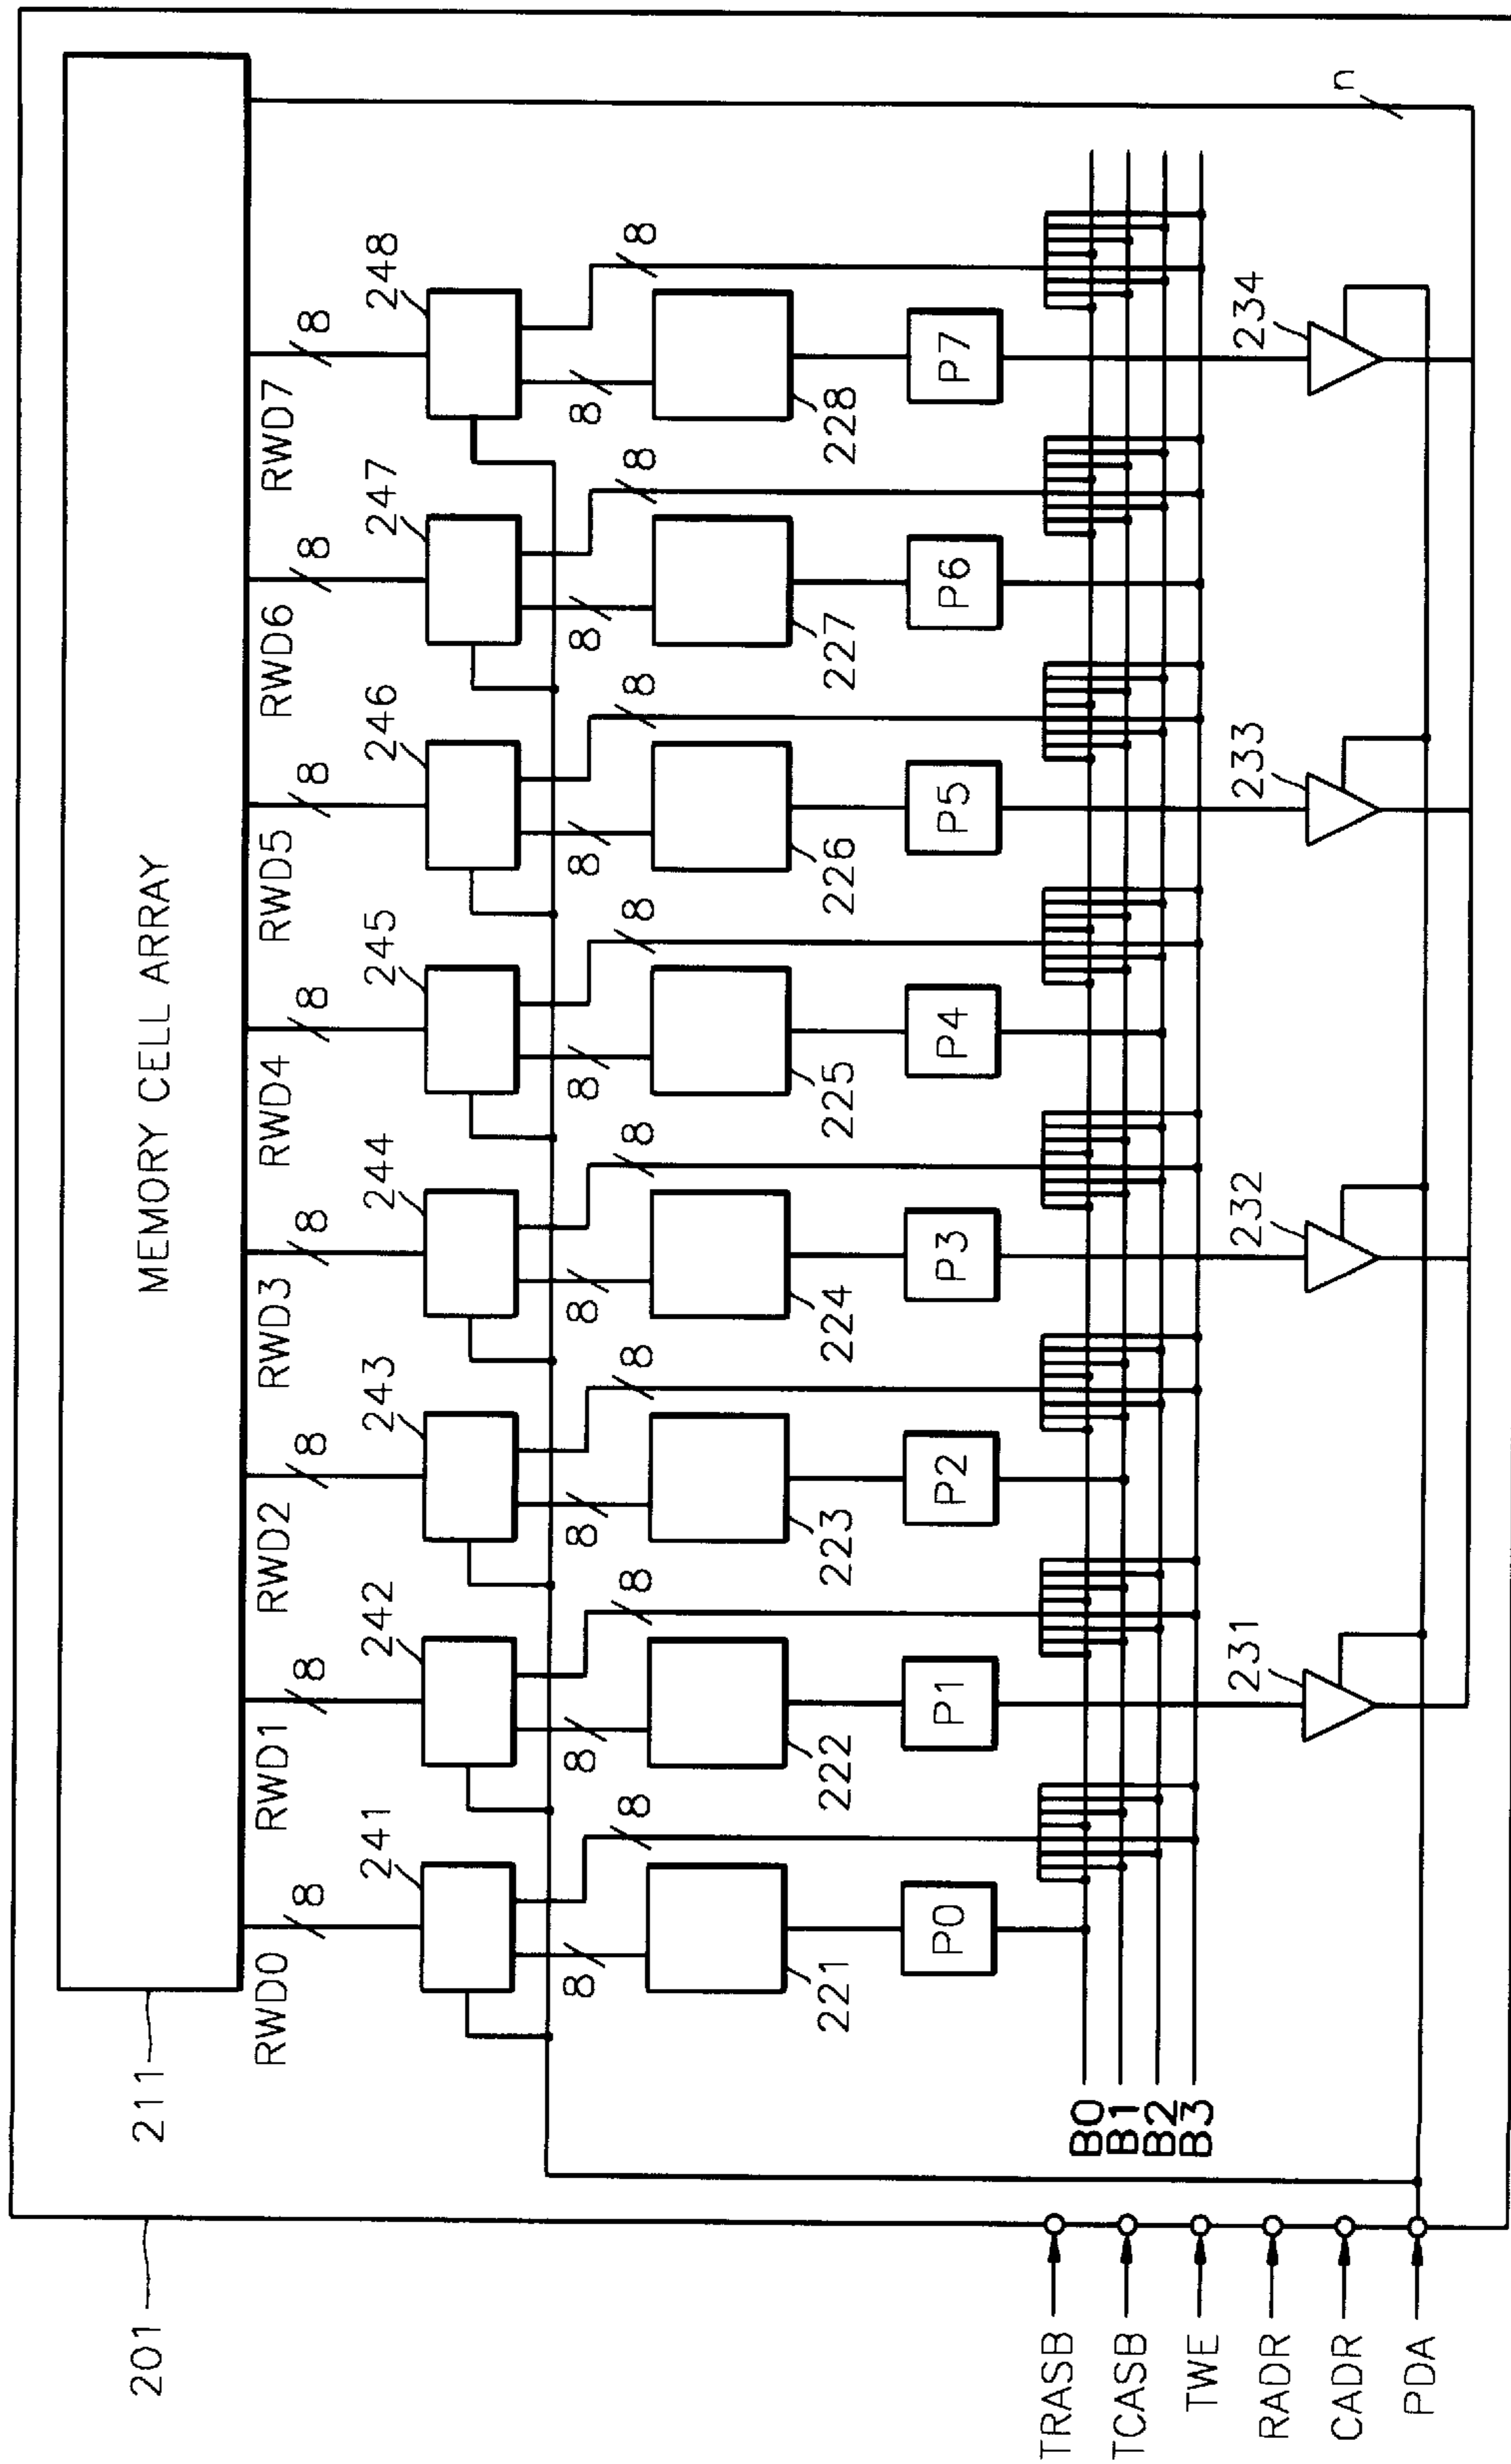 MEMORY CELL ARRAY
211
201
n
RWD0 RWD1 RWD2 RWD3 RWD4 RWD5 RWD6 RWD7
8 8 8 8 8 8 8 8
241 242 243 244 245 246 247 248
8 8 8 8 8 8 8 8
8 8 8 8 8 8 8 8
221 222 223 224 225 226 227 228
P0 P1 P2 P3 P4 P5 P6 P7
B0
B1
B2
B3
231 232 233 234
TRASB
TCASB
TWE
RADR
CADR
PDA